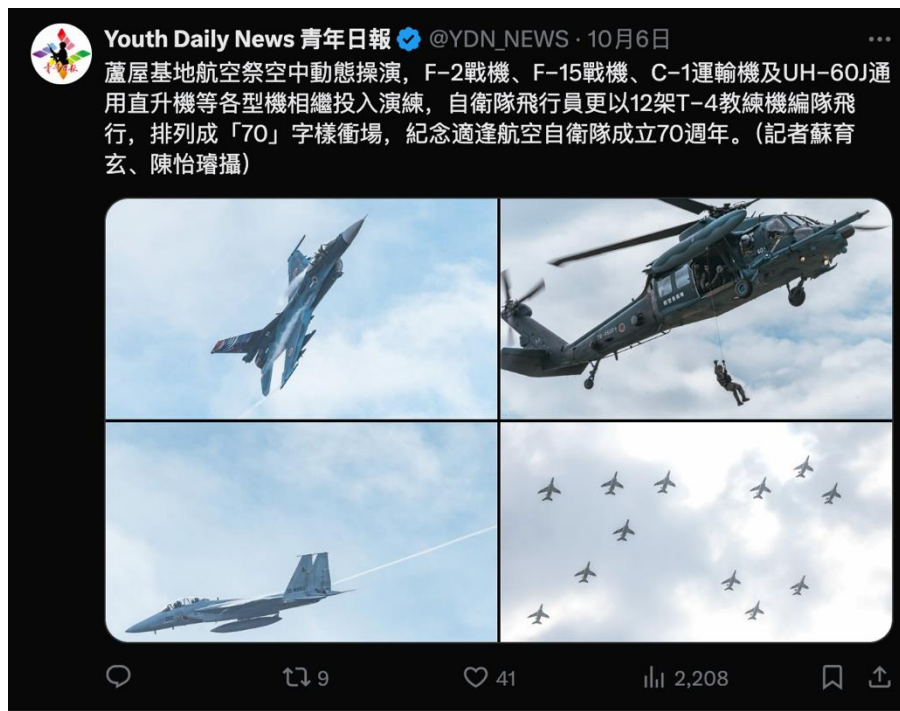 Youth Daily News 青年日報 @YDN_NEWS · 10月6日
蘆屋基地航空祭空中動態操演，F-2戰機、F-15戰機、C-1運輸機及UH-60J通
用直升機等各型機相繼投入演練，自衛隊飛行員更以12架T-4教練機編隊飛
行，排列成「70」字樣衝場，紀念適逢航空自衛隊成立70週年。（記者蘇育
玄、陳怡璿攝）
9
41
2,208